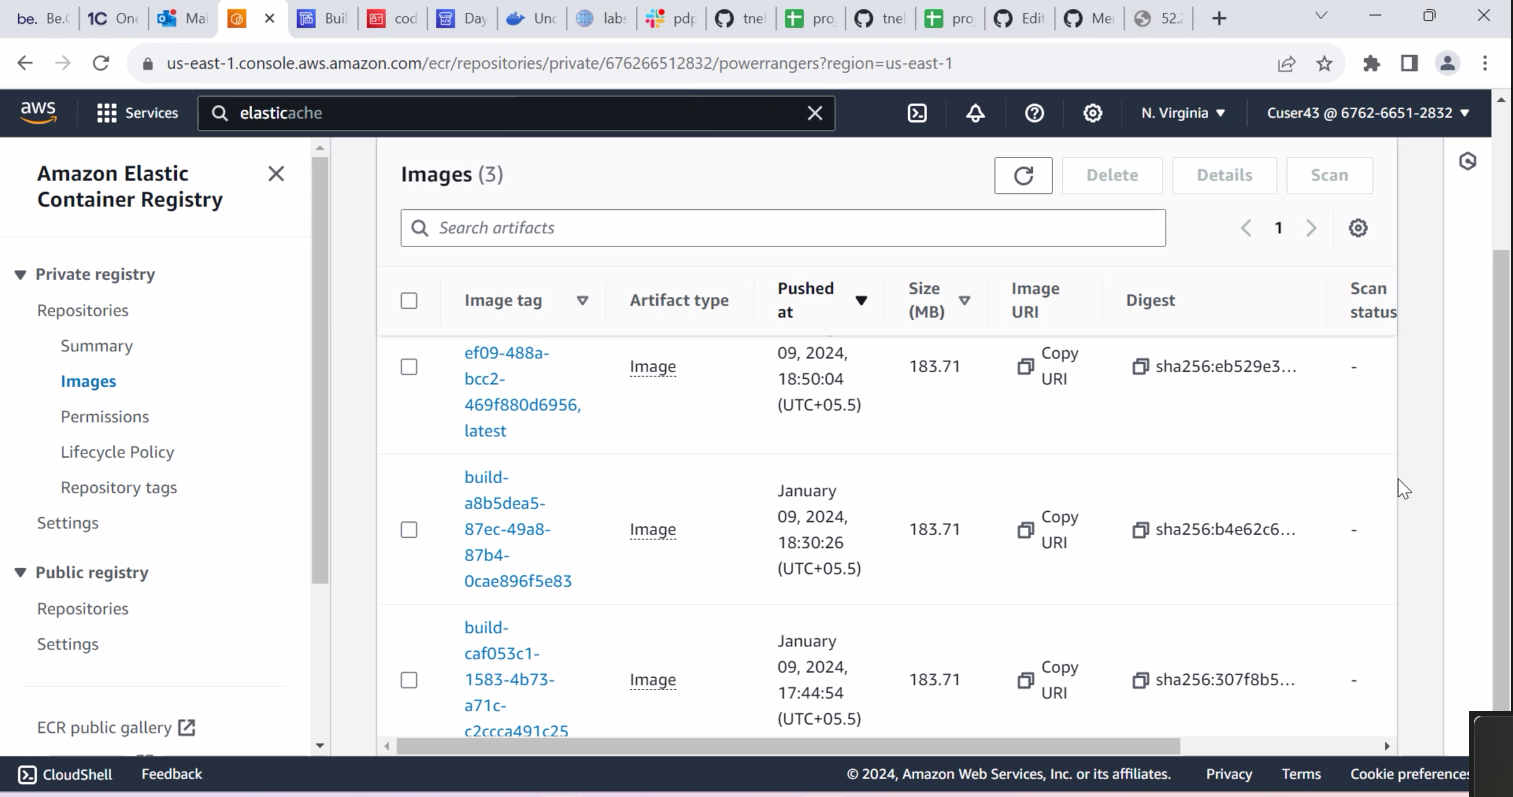 be. Be.(
1C On
Mai
Buil
cod
Day
Unc
labs
pdp
tnel
pro
tnel
pro
Edit
Me
52.2
us-east-1.console.aws.amazon.com/ecr/repositories/private/676266512832/powerrangers?region=us-east-1
aws
Services
elasticache
N. Virginia
Cuser43 @ 6762-6651-2832
Amazon Elastic
Container Registry
Private registry
Repositories
Summary
Images
Permissions
Lifecycle Policy
Repository tags
Settings
Public registry
Repositories
Settings
ECR public gallery
Images (3)
Delete
Details
Scan
Search artifacts
1
Image tag
Artifact type
Pushed
at
Size
(MB)
Image
URI
Digest
Scan
status
ef09-488a-
bcc2-
469f880d6956,
latest
Image
09, 2024,
18:50:04
(UTC+05.5)
183.71
Copy
URI
sha256:eb529e3...
-
build-
a8b5dea5-
87ec-49a8-
87b4-
0cae896f5e83
Image
January
09, 2024,
18:30:26
(UTC+05.5)
183.71
Copy
URI
sha256:b4e62c6...
-
build-
caf053c1-
1583-4b73-
a71c-
c2ccca491c25
Image
January
09, 2024,
17:44:54
(UTC+05.5)
183.71
Copy
URI
sha256:307f8b5...
-
CloudShell
Feedback
© 2024, Amazon Web Services, Inc. or its affiliates.
Privacy
Terms
Cookie preferences